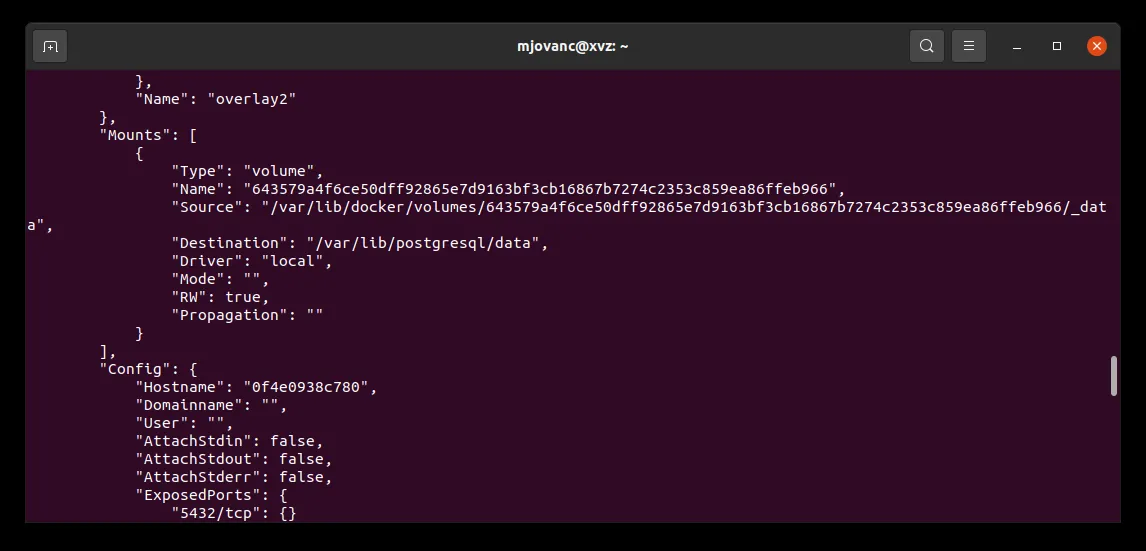 mjovanc@xvz: ~
},
"Name": "overlay2"
},
"Mounts": [
{
"Type": "volume",
"Name": "643579a4f6ce50dff92865e7d9163bf3cb16867b7274c2353c859ea86ffeb966",
"Source": "/var/lib/docker/volumes/643579a4f6ce50dff92865e7d9163bf3cb16867b7274c2353c859ea86ffeb966/_dat
a",
"Destination": "/var/lib/postgresql/data",
"Driver": "local",
"Mode": "",
"RW": true,
"Propagation": ""
}
],
"Config": {
"Hostname": "0f4e0938c780",
"Domainname": "",
"User": "",
"AttachStdin": false,
"AttachStdout": false,
"AttachStderr": false,
"ExposedPorts": {
"5432/tcp": {}